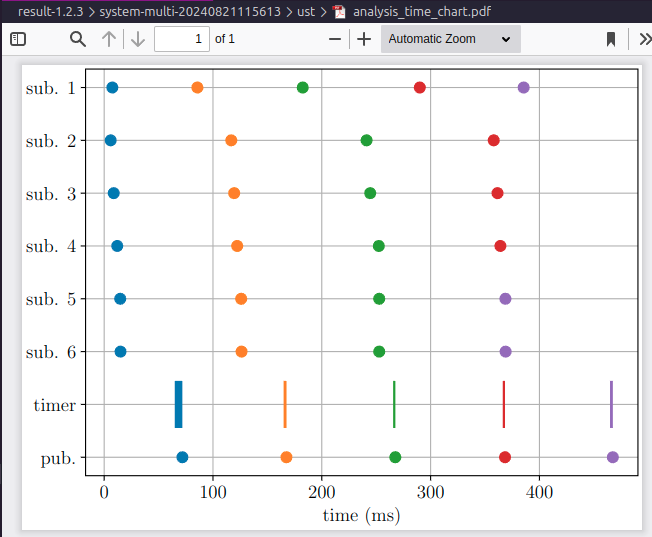 result-1.2.3 > system-multi-20240821115613 > ust > analysis_time_chart.pdf
1 of 1 Automatic Zoom
sub. 1
sub. 2
sub. 3
sub. 4
sub. 5
sub. 6
timer
pub.
0 100 200 300 400
time (ms)